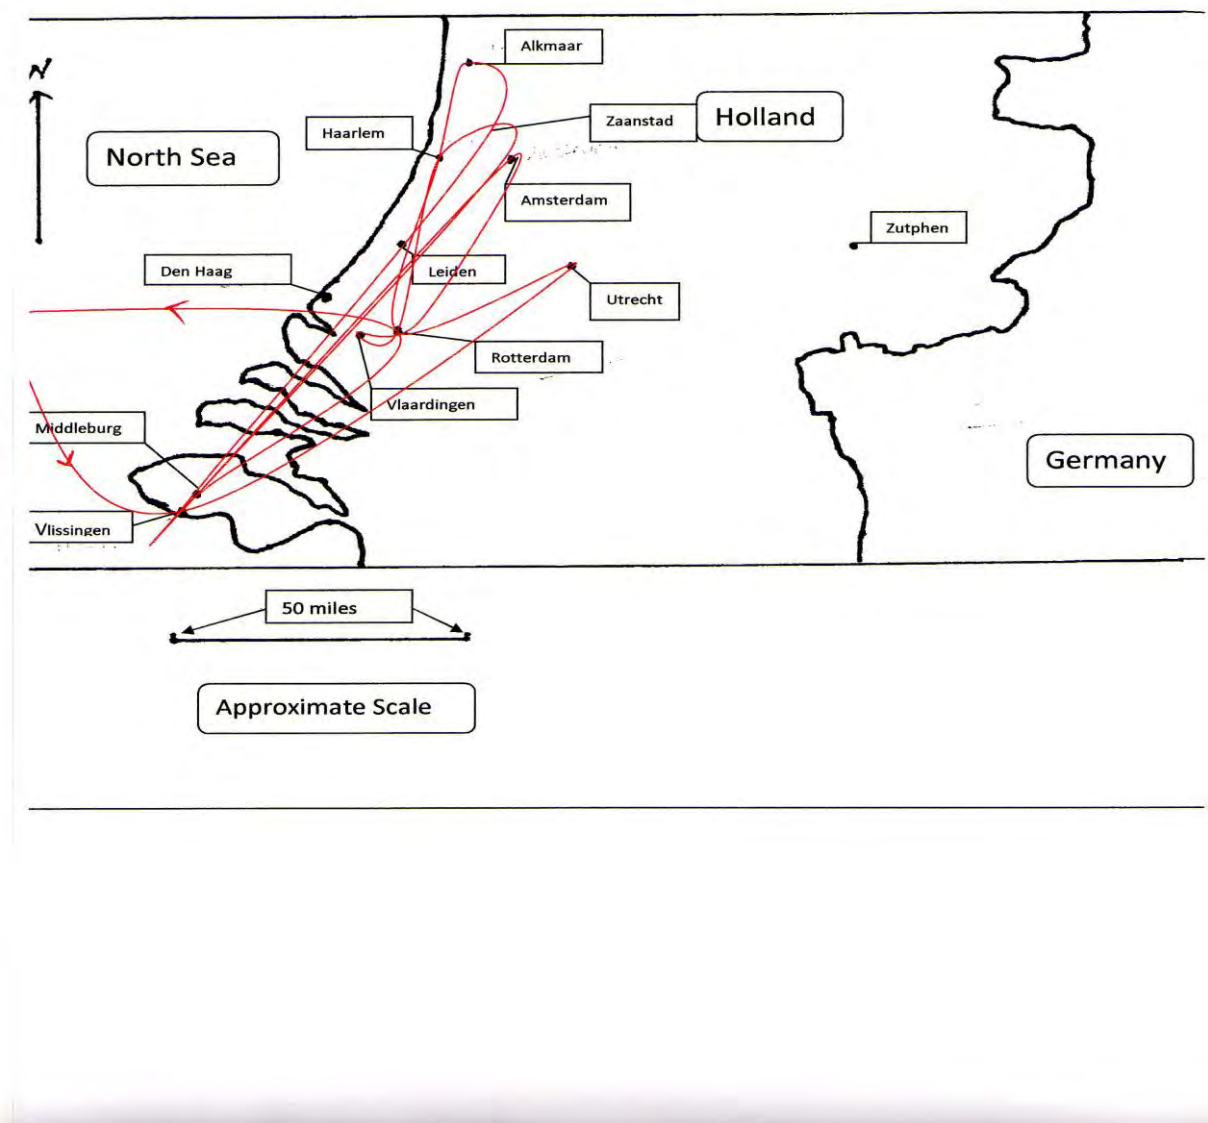 Alkmaar
N
Zaanstad
Holland
Haarlem
North Sea
Amsterdam
Zutphen
Den Haag
Leiden
Utrecht
Rotterdam
Vlaardingen
Middleburg
Germany
Vlissingen
50 miles
Approximate Scale